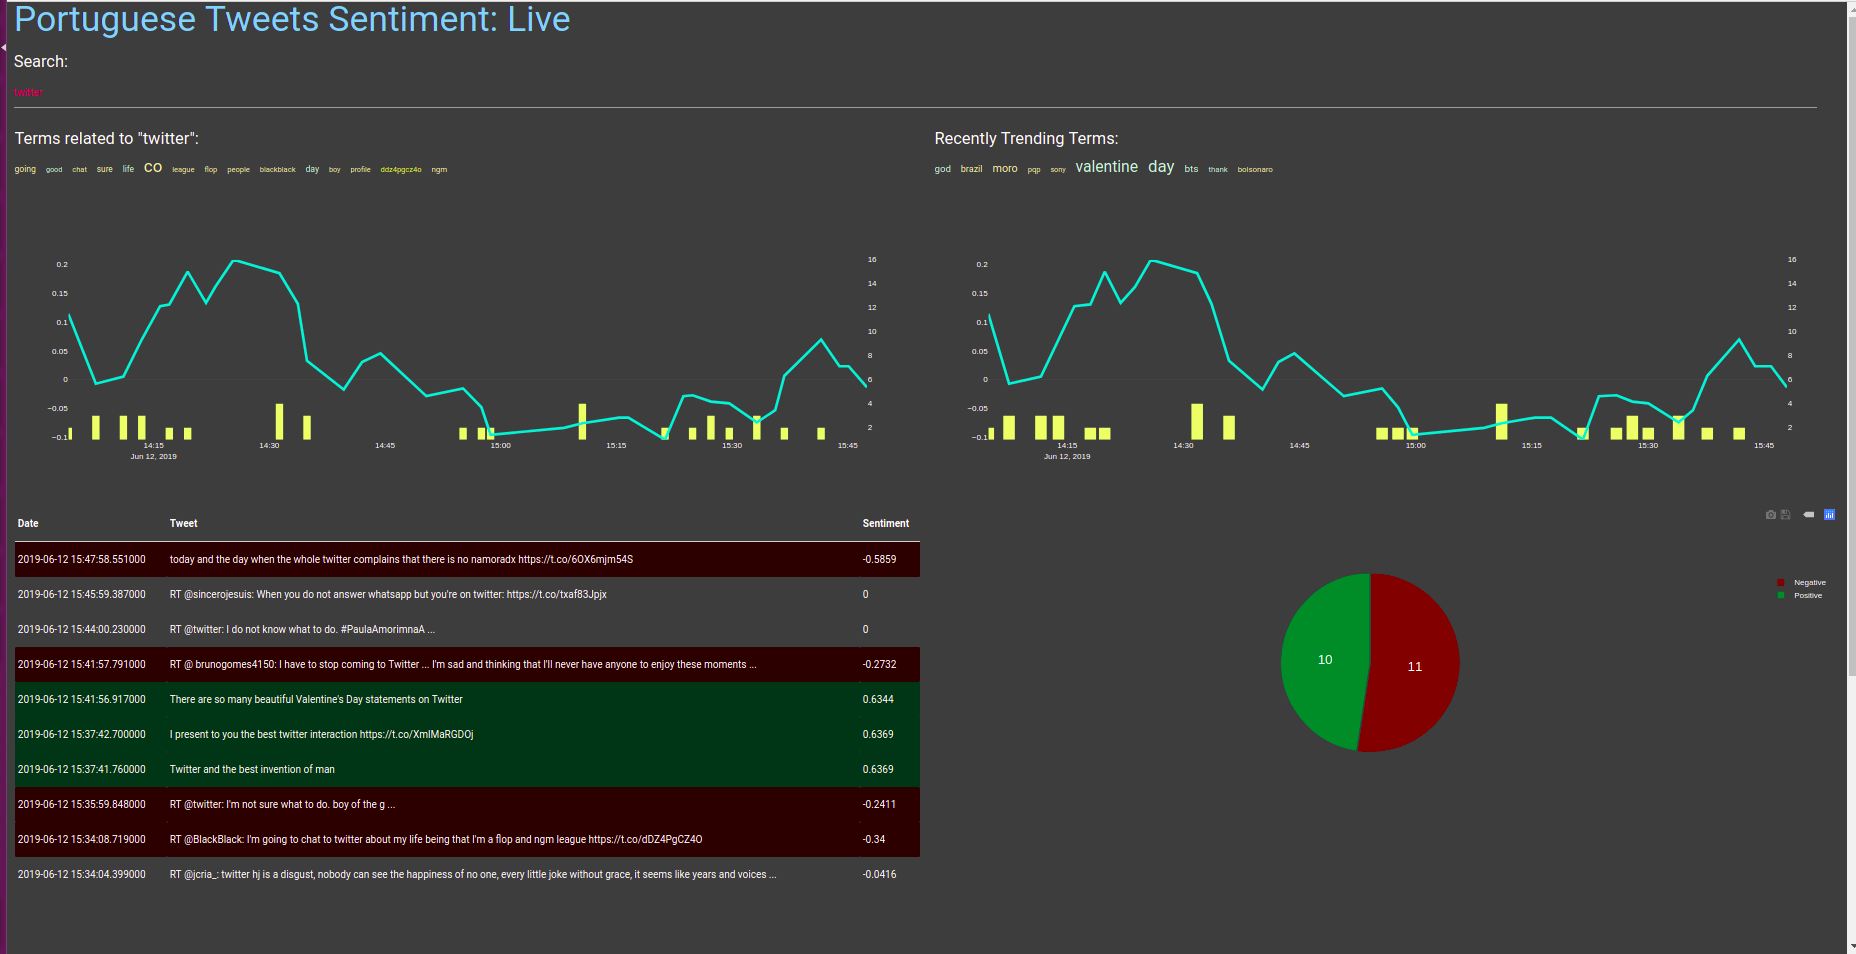 Portuguese Tweets Sentiment: Live
Search:
twitter
Terms related to "twitter":
going good chat sure life co league flop people blackblack day boy profile ddz4pgcz4o ngm
Recently Trending Terms:
god brazil moro pqp sony valentine day bts thank bolsonaro
0.2
0.15
0.1
0.05
0
−0.05
−0.1
16
14
12
10
8
6
4
2
14:15 14:30 14:45 15:00 15:15 15:30 15:45
Jun 12, 2019
0.2
0.15
0.1
0.05
0
−0.05
−0.1
16
14
12
10
8
6
4
2
14:15 14:30 14:45 15:00 15:15 15:30 15:45
Jun 12, 2019
Date Tweet Sentiment
2019-06-12 15:47:58.551000 today and the day when the whole twitter complains that there is no namoradx https://t.co/6OX6mjm54S -0.5859
2019-06-12 15:45:59.387000 RT @sincerojesuis: When you do not answer whatsapp but you're on twitter: https://t.co/txaf83Jpjx 0
2019-06-12 15:44:00.230000 RT @twitter: I do not know what to do. #PaulaAmorimnaA ... 0
2019-06-12 15:41:57.791000 RT @ brunogomes4150: I have to stop coming to Twitter ... I'm sad and thinking that I'll never have anyone to enjoy these moments ... -0.2732
2019-06-12 15:41:56.917000 There are so many beautiful Valentine's Day statements on Twitter 0.6344
2019-06-12 15:37:42.700000 I present to you the best twitter interaction https://t.co/XmlMaRGDOj 0.6369
2019-06-12 15:37:41.760000 Twitter and the best invention of man 0.6369
2019-06-12 15:35:59.848000 RT @twitter: I'm not sure what to do. boy of the g ... -0.2411
2019-06-12 15:34:08.719000 RT @BlackBlack: I'm going to chat to twitter about my life being that I'm a flop and ngm league https://t.co/dDZ4PgCZ4O -0.34
2019-06-12 15:34:04.399000 RT @jcria_: twitter hj is a disgust, nobody can see the happiness of no one, every little joke without grace, it seems like years and voices ... -0.0416
Negative
Positive
10
11